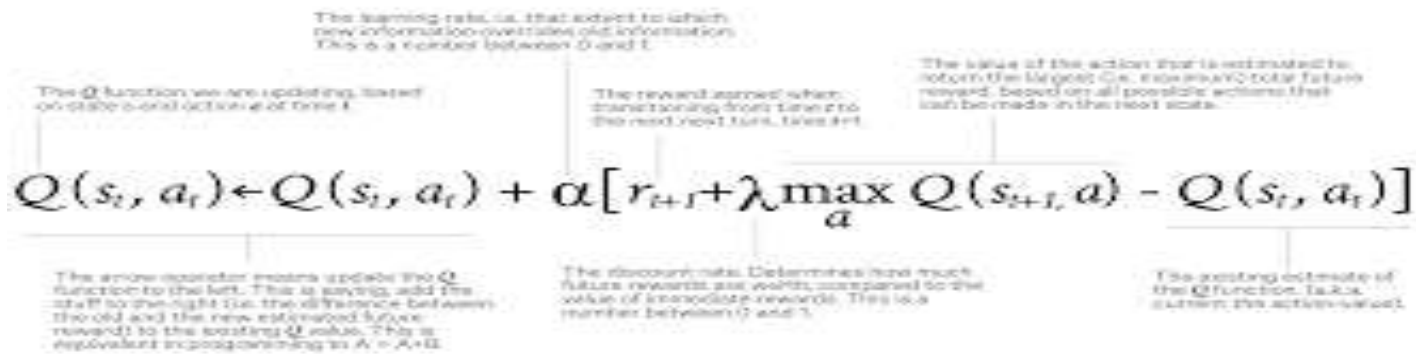 The learning rate, i.e. that extent to which
new information overrides old information.
This is a number between 0 and 1.
The Q function we are updating, based
on state s and action a at time t.
The reward earned when
transitioning from time t to
the next next turn, time t+1.
The value of the action that is estimated to
return the largest (i.e. maximum) total future
reward, based on all possible actions that
can be made in the next state.
Q(sₜ, aₜ)←Q(sₜ, aₜ) + α[rₜ₊₁+λmaxₐ Q(sₜ₊₁, a) - Q(sₜ, aₜ)]
The arrow operator means update the Q
function to the left. This is saying, add the
stuff to the right (i.e. the difference between
the old and the new estimated future
reward) to the existing Q value. This is
equivalent in programming to A = A+B.
The discount rate. Determines how much
future rewards are worth, compared to the
value of immediate rewards. This is a
number between 0 and 1.
The existing estimate of
the Q function, (a.k.a.
current the action-value).